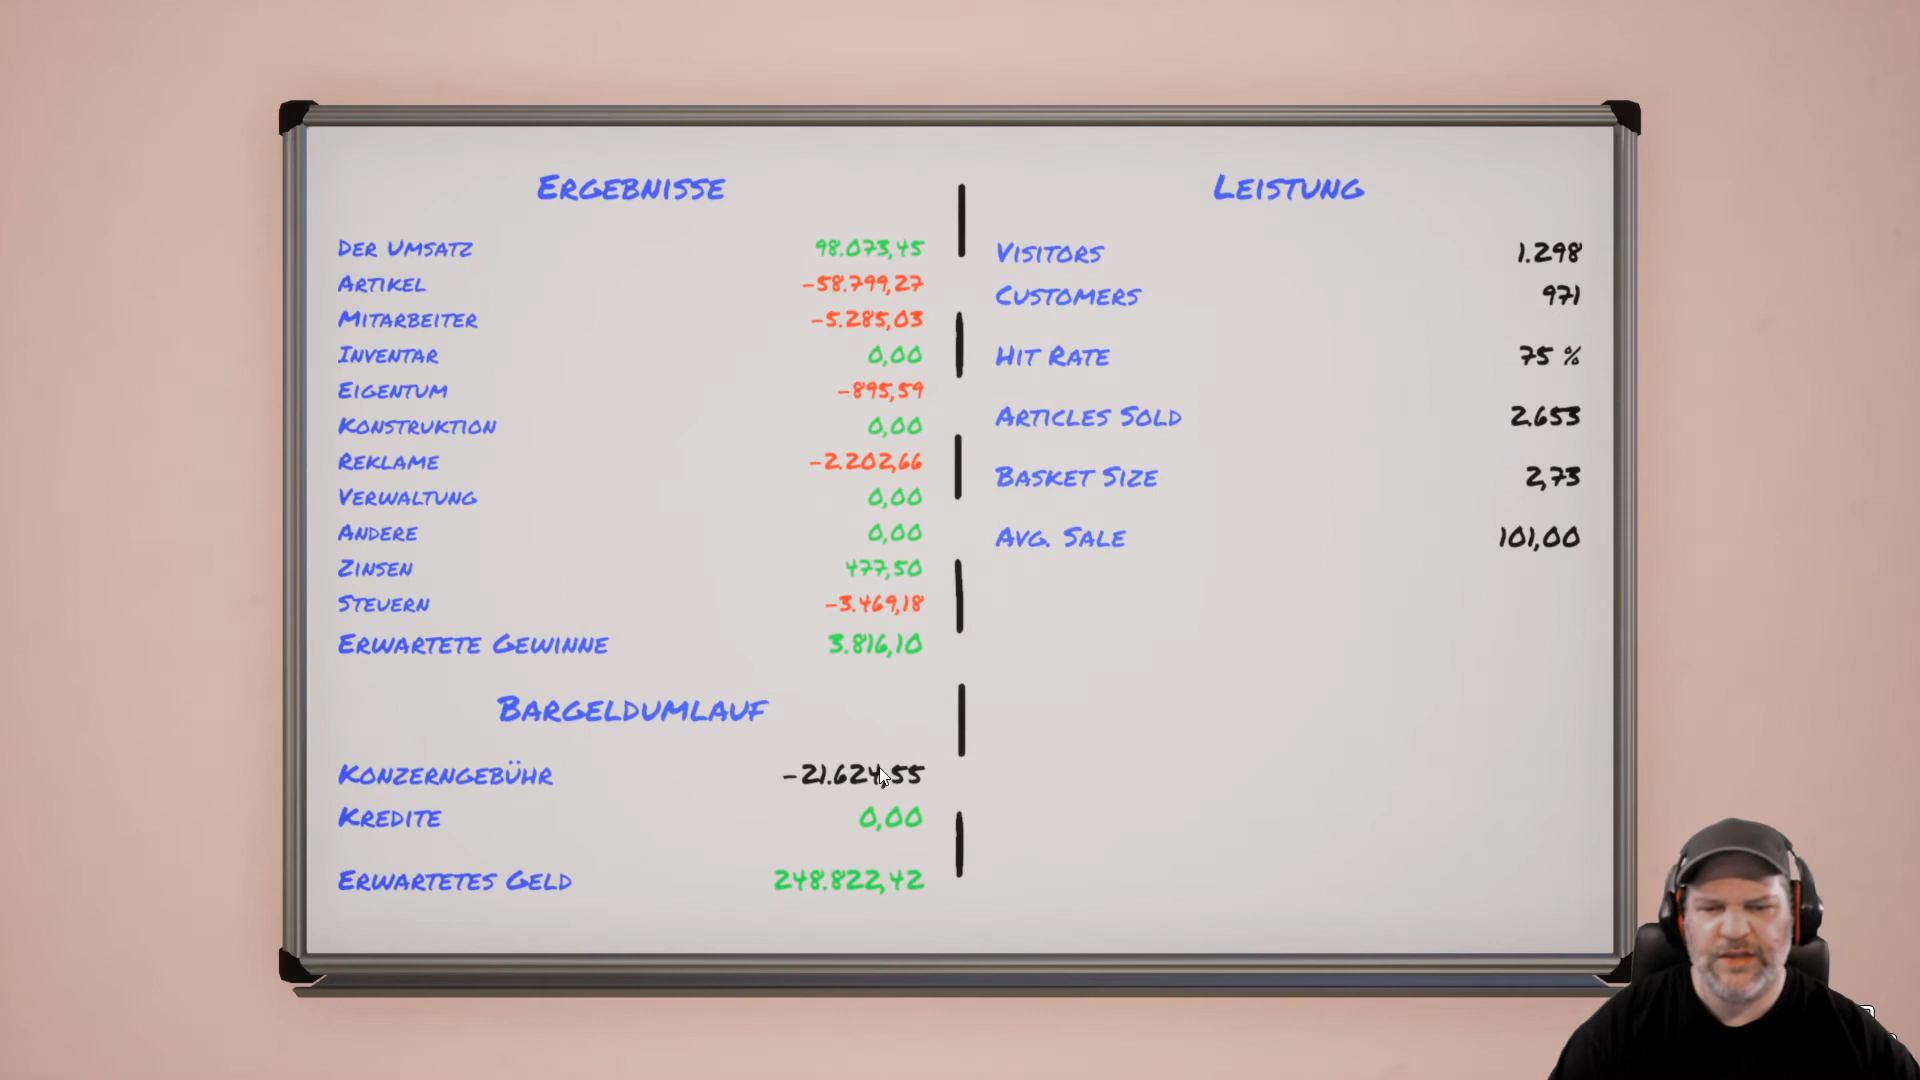 Ergebnisse
Der Umsatz 98.073,45
Artikel -58.799,27
Mitarbeiter -5.285,03
Inventar 0,00
Eigentum -895,59
Konstruktion 0,00
Reklame -2.202,66
Verwaltung 0,00
Andere 0,00
Zinsen 477,50
Steuern -3.469,18
Erwartete Gewinne 3.816,10
Bargeldumlauf
Konzerngebühr -21.624,55
Kredite 0,00
Erwartetes Geld 248.822,42
Leistung
Visitors 1.298
Customers 971
Hit Rate 75 %
Articles Sold 2.653
Basket Size 2,73
Avg. Sale 101,00